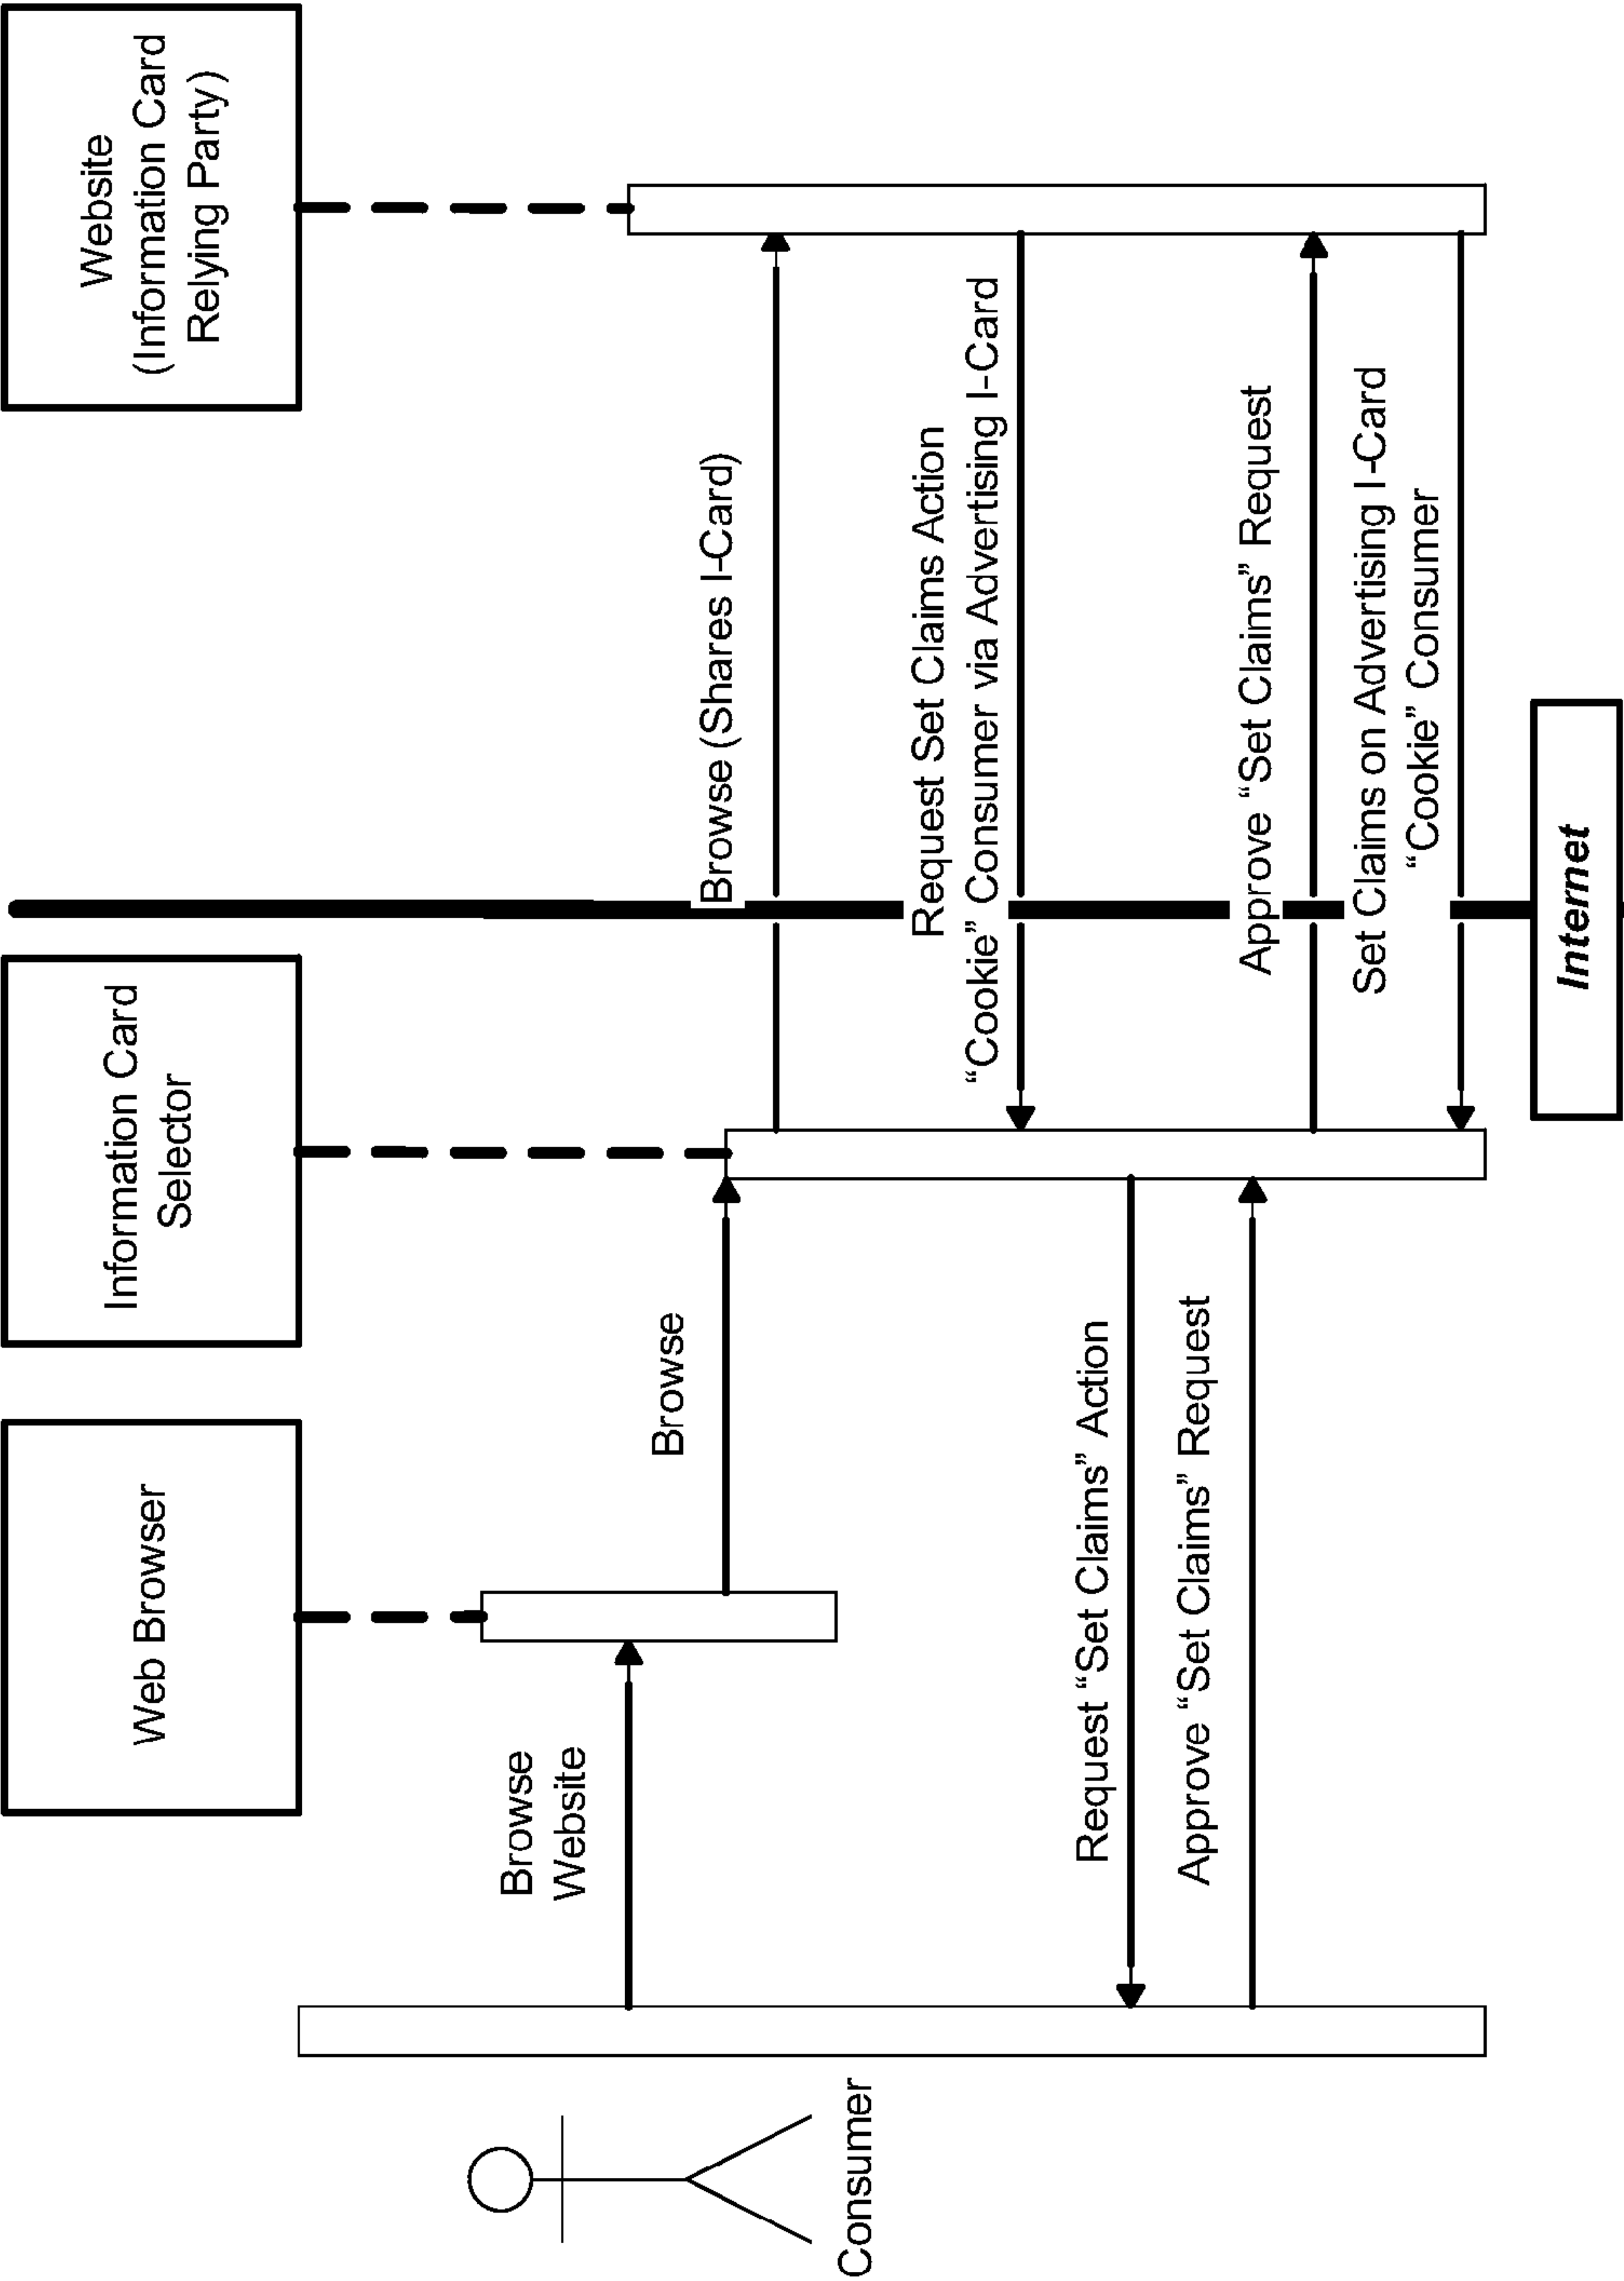 Web Browser
Information Card
Selector
Website
(Information Card
Relying Party)
Browse
Website
Browse
Browse (Shares I-Card)
Request Set Claims Action
“Cookie” Consumer via Advertising I-Card
Request “Set Claims” Action
Approve “Set Claims” Request
Approve “Set Claims” Request
Set Claims on Advertising I-Card
“Cookie” Consumer
Consumer
Internet